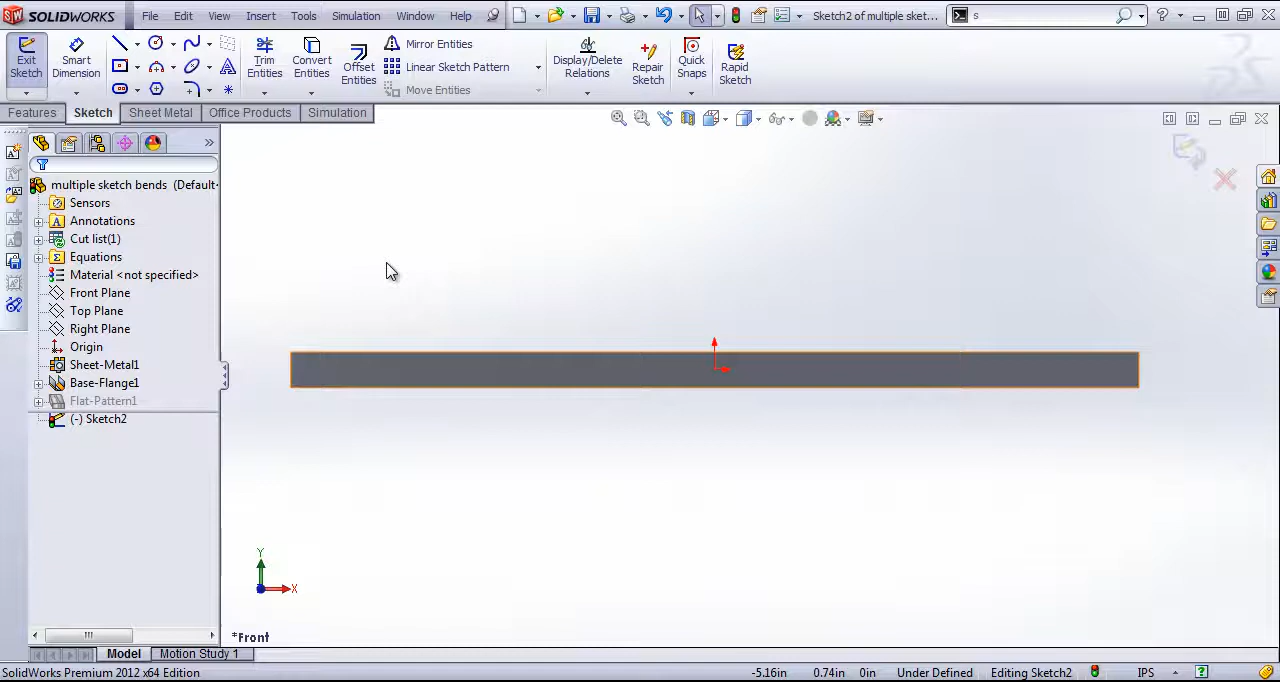 SOLIDWORKS File Edit View Insert Tools Simulation Window Help Sketch2 of multiple sket... s
Exit Sketch
Smart Dimension
Trim Entities
Convert Entities
Offset Entities
Mirror Entities
Linear Sketch Pattern
Move Entities
Display/Delete Relations
Repair Sketch
Quick Snaps
Rapid Sketch
Features Sketch Sheet Metal Office Products Simulation
multiple sketch bends (Default
Sensors
Annotations
Cut list(1)
Equations
Material <not specified>
Front Plane
Top Plane
Right Plane
Origin
Sheet-Metal1
Base-Flange1
Flat-Pattern1
(-) Sketch2
Y
X
*Front
Model Motion Study 1
SolidWorks Premium 2012 x64 Edition -5.16in 0.74in 0in Under Defined Editing Sketch2 IPS